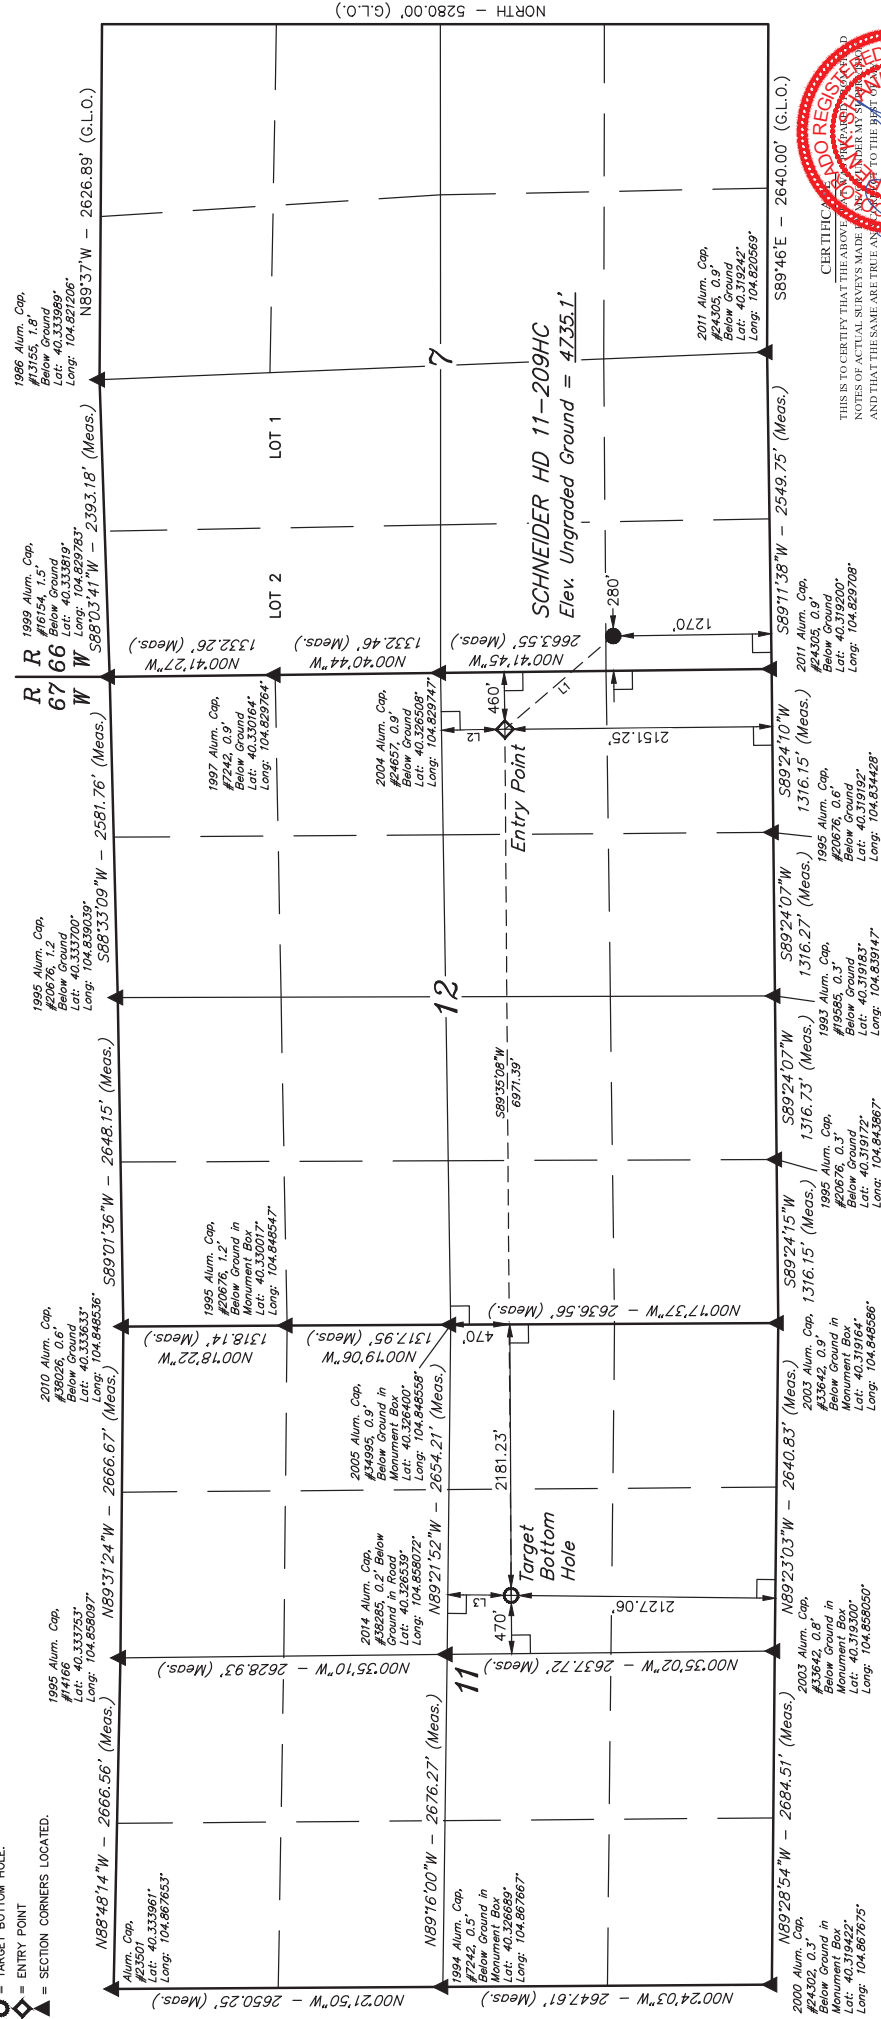 = TARGET BOTTOM HOLE.
= ENTRY POINT
= SECTION CORNERS LOCATED.
N88°48'14"W - 2666.56' (Meas.)
N89°31'24"W - 2666.67' (Meas.)
S89°01'36"W - 2648.15' (Meas.)
S88°33'09"W - 2581.76' (Meas.)
S88°03'41"W - 2393.18' (Meas.)
N89°37'W - 2626.89' (G.L.O.)
Alum. Cap,
#23501
Lat: 40.333961°
Long: 104.867653°
1995 Alum. Cap,
#14166
Lat: 40.333753°
Long: 104.858097°
2010 Alum. Cap,
#38026, 0.6'
Below Ground
Lat: 40.333633°
Long: 104.848536°
1995 Alum. Cap,
#20676, 1.2
Below Ground
Lat: 40.333700°
Long: 104.839039°
R R
67 66
W W
1999 Alum. Cap,
#16154, 1.5'
Below Ground
Lat: 40.333819°
Long: 104.829783°
1986 Alum. Cap,
#13155, 1.8'
Below Ground
Lat: 40.333989°
Long: 104.821206°
NORTH - 5280.00' (G.L.O.)
N00°21'50"W - 2650.25' (Meas.)
N00°35'10"W - 2628.93' (Meas.)
N00°18'22"W
1318.14' (Meas.)
N00°19'06"W
1317.95' (Meas.)
1995 Alum. Cap,
#20676, 1.2'
Below Ground in
Monument Box
Lat: 40.330017°
Long: 104.848547°
1997 Alum. Cap,
#7242, 0.9'
Below Ground
Lat: 40.330164°
Long: 104.829764°
N00°41'27"W
1332.26' (Meas.)
N00°40'44"W
1332.46' (Meas.)
LOT 2
LOT 1
N89°16'00"W - 2676.27' (Meas.)
2014 Alum. Cap,
#38285, 0.2' Below
Ground in Road
Lat: 40.326539°
Long: 104.858072°
N89°21'52"W - 2654.21' (Meas.)
2005 Alum. Cap,
#34995, 0.9'
Below Ground in
Monument Box
Lat: 40.326400°
Long: 104.848558°
2004 Alum. Cap,
#24657, 0.9'
Below Ground
Lat: 40.326508°
Long: 104.829747°
11
12
7
1994 Alum. Cap,
#7242, 0.5'
Below Ground in
Monument Box
Lat: 40.326689°
Long: 104.867667°
L3
470'
470'
2181.23'
Target
Bottom
Hole
2127.06'
S89°35'08"W
6971.39'
L2
460'
Entry Point
L1
2151.25'
280'
1270'
N00°41'45"W
2663.55' (Meas.)
SCHNEIDER HD 11-209HC
Elev. Ungraded Ground = 4735.1'
N00°24'03"W - 2647.61' (Meas.)
N00°35'02"W - 2637.72' (Meas.)
N00°17'37"W - 2636.56' (Meas.)
N89°28'54"W - 2684.51' (Meas.)
N89°23'03"W - 2640.83' (Meas.)
S89°24'15"W
1316.15' (Meas.)
S89°24'07"W
1316.73' (Meas.)
S89°24'07"W
1316.27' (Meas.)
S89°24'10"W
1316.15' (Meas.)
S89°11'38"W - 2549.75' (Meas.)
S89°46'E - 2640.00' (G.L.O.)
2000 Alum. Cap,
#24302, 0.3'
Below Ground in
Monument Box
Lat: 40.319422°
Long: 104.867675°
2003 Alum. Cap,
#33642, 0.8'
Below Ground in
Monument Box
Lat: 40.319300°
Long: 104.858050°
2003 Alum. Cap,
#33642, 0.9'
Below Ground in
Monument Box
Lat: 40.319164°
Long: 104.848586°
1995 Alum. Cap,
#20676, 0.3'
Below Ground
Lat: 40.319172°
Long: 104.843867°
1993 Alum. Cap,
#19585, 0.3'
Below Ground
Lat: 40.319183°
Long: 104.839147°
1995 Alum. Cap,
#20676, 0.6'
Below Ground
Lat: 40.319192°
Long: 104.834428°
2011 Alum. Cap,
#24305, 0.9'
Below Ground
Lat: 40.319200°
Long: 104.829708°
2011 Alum. Cap,
#24305, 0.9'
Below Ground
Lat: 40.319242°
Long: 104.820569°
THIS IS TO CERTIFY THAT THE ABOVE
NOTES OF ACTUAL SURVEYS MADE UNDER MY
AND THAT THE SAME ARE TRUE TO THE BEST OF
REGISTERED